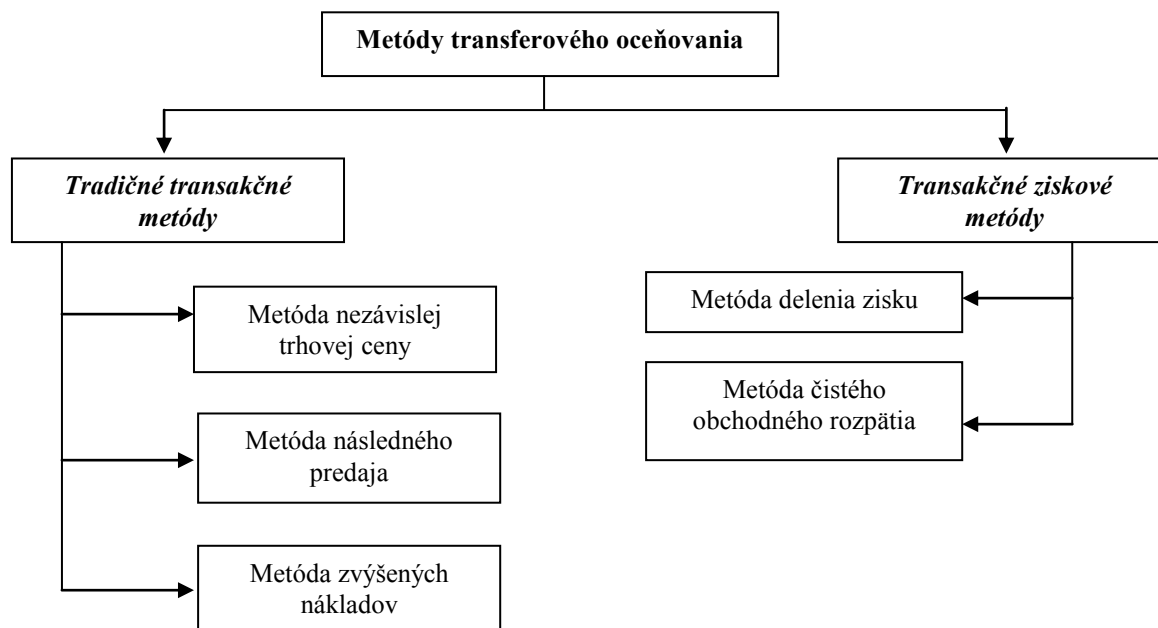 Metódy transferového oceňovania
Tradičné transakčné
metódy
Transakčné ziskové
metódy
Metóda nezávislej
trhovej ceny
Metóda následného
predaja
Metóda zvýšených
nákladov
Metóda delenia zisku
Metóda čistého
obchodného rozpätia